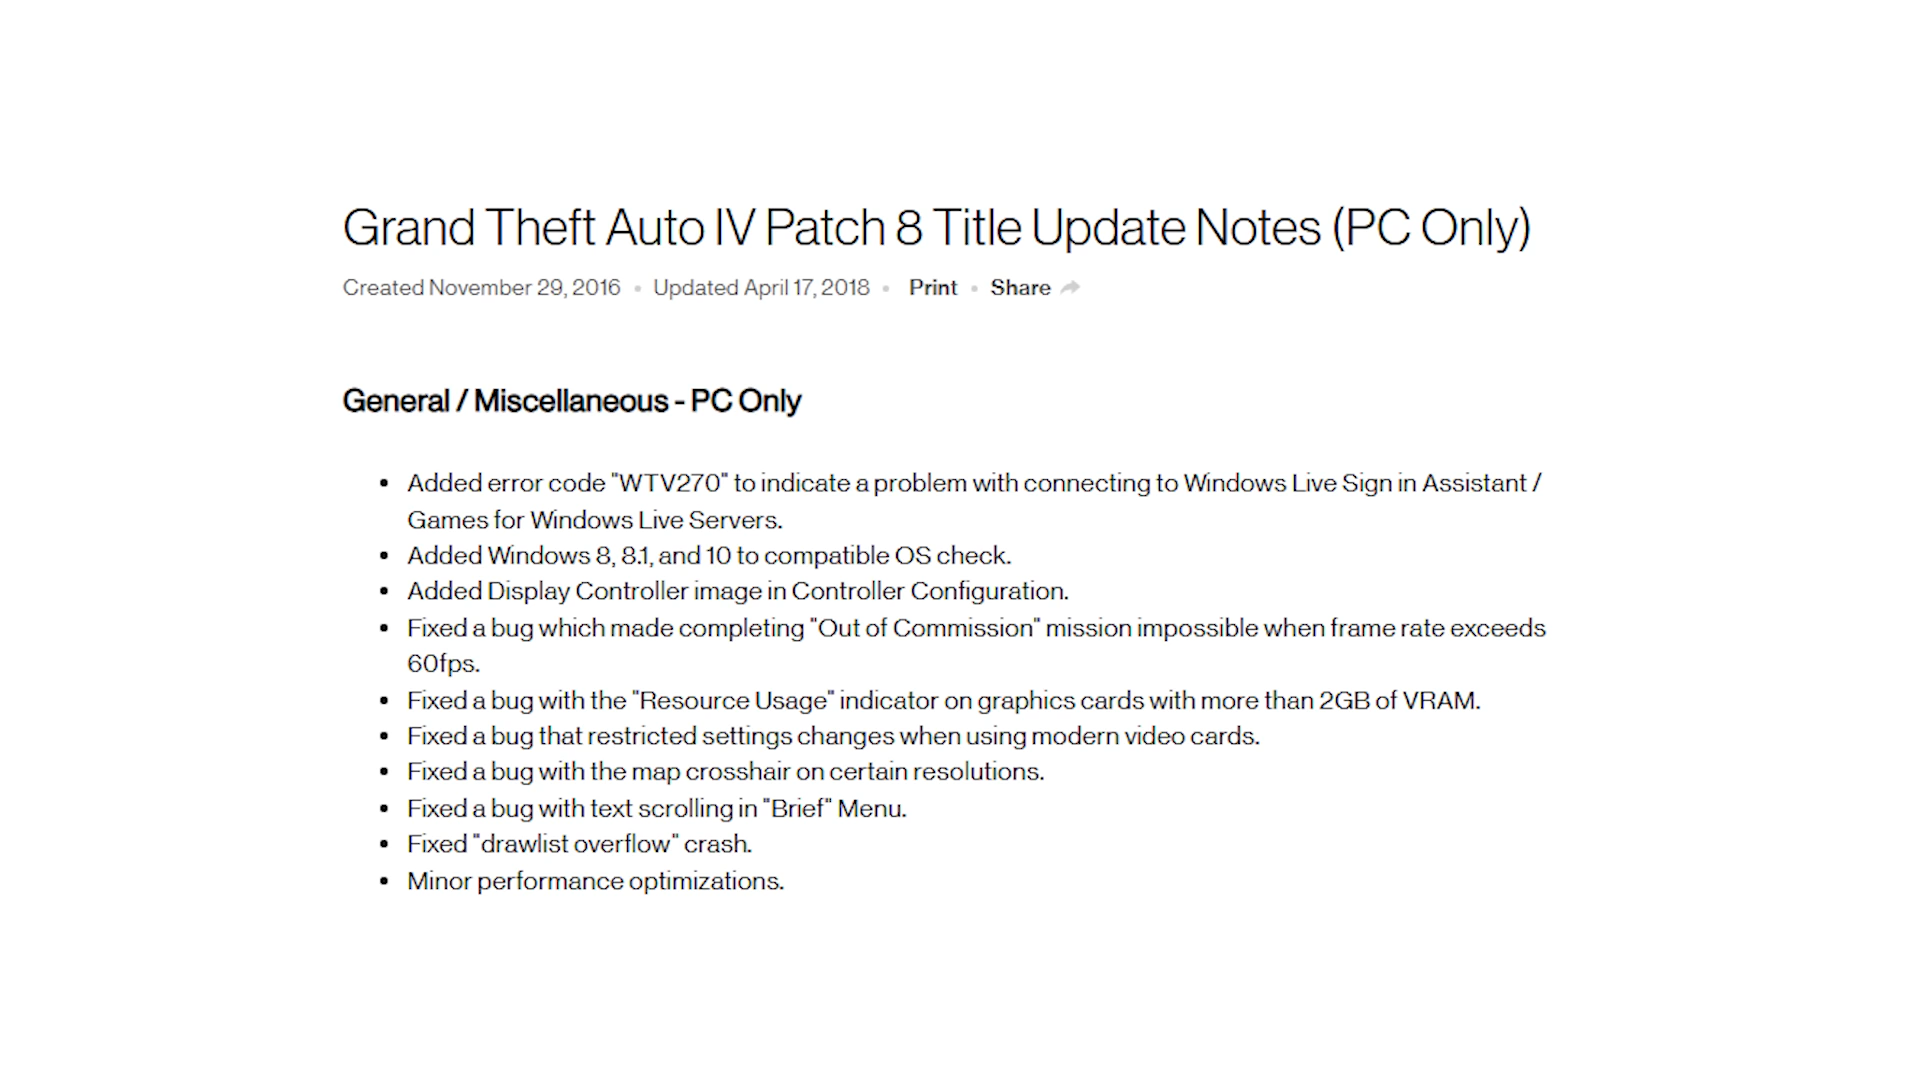 Grand Theft Auto IV Patch 8 Title Update Notes (PC Only)
Created November 29, 2016 • Updated April 17, 2018 • Print • Share
General / Miscellaneous - PC Only
• Added error code "WTV270" to indicate a problem with connecting to Windows Live Sign in Assistant /
Games for Windows Live Servers.
• Added Windows 8, 8.1, and 10 to compatible OS check.
• Added Display Controller image in Controller Configuration.
• Fixed a bug which made completing "Out of Commission" mission impossible when frame rate exceeds
60fps.
• Fixed a bug with the "Resource Usage" indicator on graphics cards with more than 2GB of VRAM.
• Fixed a bug that restricted settings changes when using modern video cards.
• Fixed a bug with the map crosshair on certain resolutions.
• Fixed a bug with text scrolling in "Brief" Menu.
• Fixed "drawlist overflow" crash.
• Minor performance optimizations.